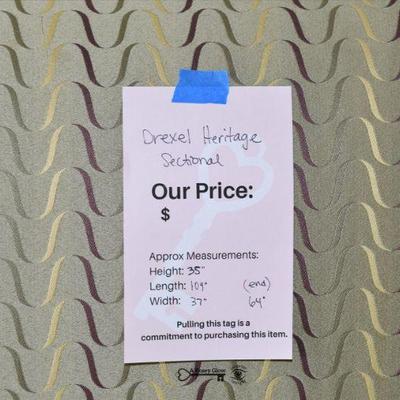 Drexel Heritage
Sectional
Our Price:
$
Approx Measurements:
Height: 35"
Length: 109" (end)
Width: 37" 64"
Pulling this tag is a
commitment to purchasing this item.